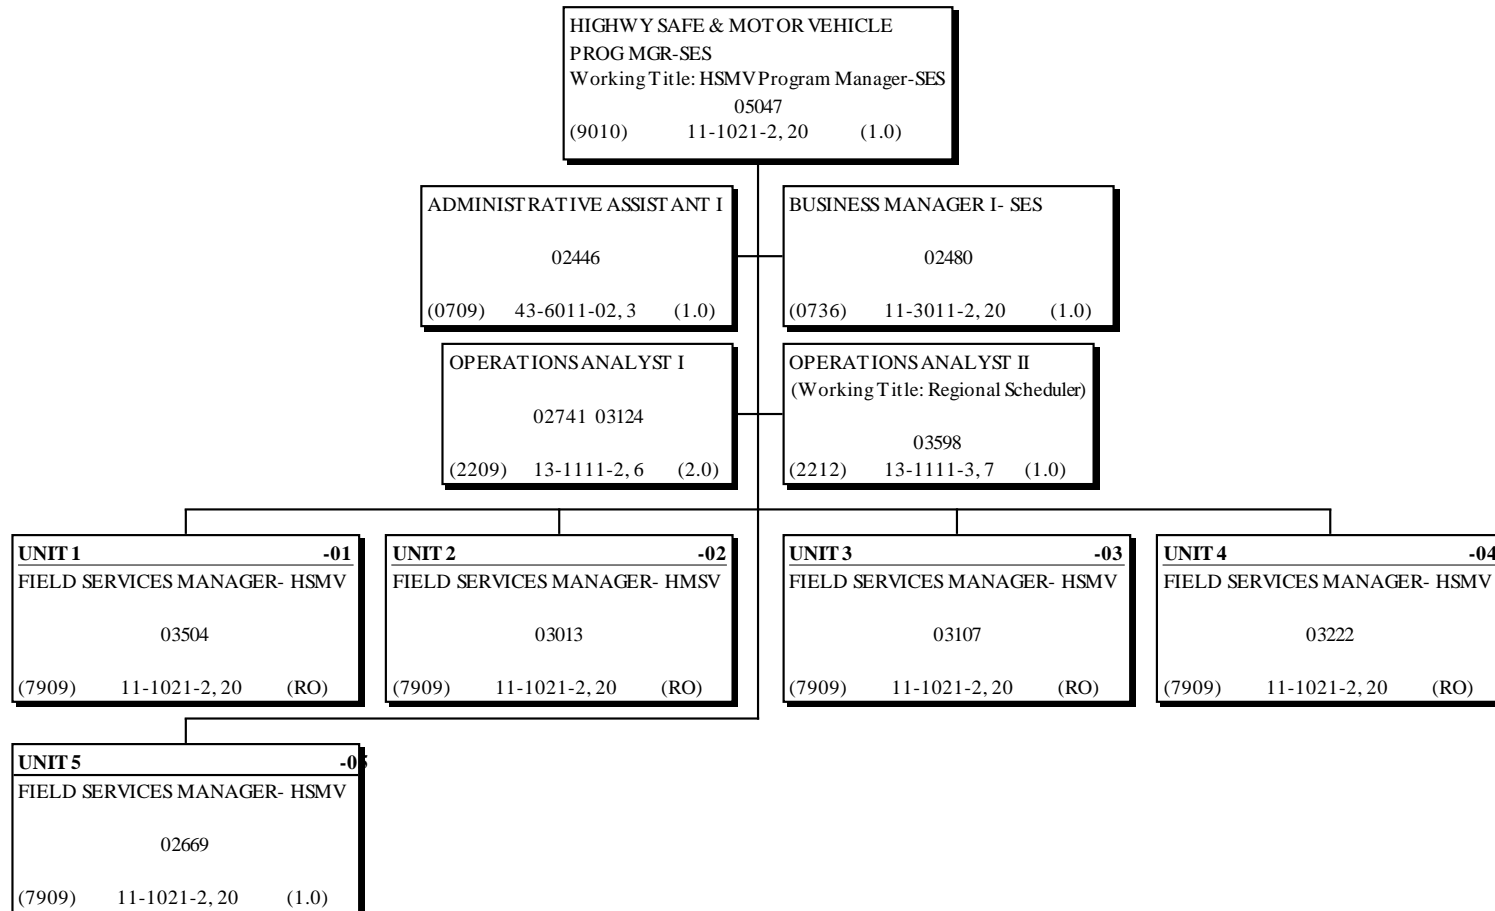 HIGHWY SAFE & MOTOR VEHICLE
PROG MGR-SES
Working Title: HSMV Program Manager-SES
05047
(9010) 11-1021-2, 20 (1.0)
ADMINISTRATIVE ASSISTANT I
02446
(0709) 43-6011-02, 3 (1.0)
BUSINESS MANAGER I- SES
02480
(0736) 11-3011-2, 20 (1.0)
OPERATIONS ANALYST I
02741 03124
(2209) 13-1111-2, 6 (2.0)
OPERATIONS ANALYST II
(Working Title: Regional Scheduler)
03598
(2212) 13-1111-3, 7 (1.0)
UNIT 1 -01
FIELD SERVICES MANAGER- HSMV
03504
(7909) 11-1021-2, 20 (RO)
UNIT 2 -02
FIELD SERVICES MANAGER- HMSV
03013
(7909) 11-1021-2, 20 (RO)
UNIT 3 -03
FIELD SERVICES MANAGER- HSMV
03107
(7909) 11-1021-2, 20 (RO)
UNIT 4 -04
FIELD SERVICES MANAGER- HSMV
03222
(7909) 11-1021-2, 20 (RO)
UNIT 5 -05
FIELD SERVICES MANAGER- HSMV
02669
(7909) 11-1021-2, 20 (1.0)